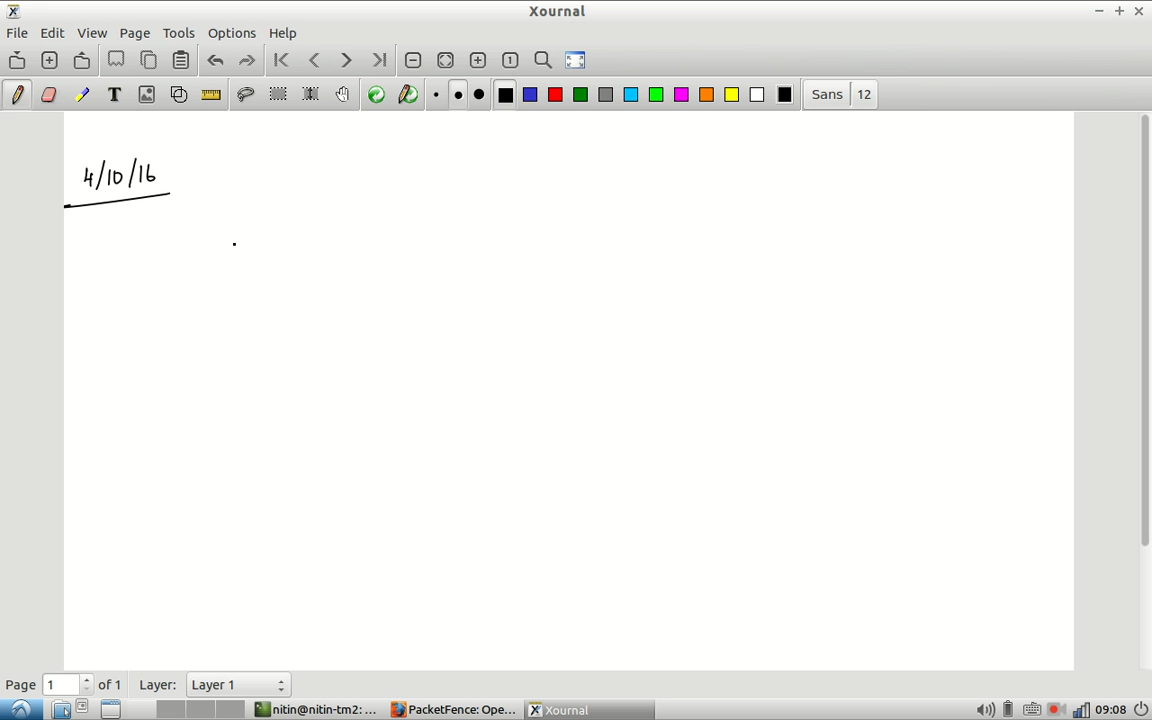 Xournal
File Edit View Page Tools Options Help
T Sans 12
4/10/16
Page 1 of 1 Layer: Layer 1
nitin@nitin-tm2: ... PacketFence: Ope... Xournal 09:08